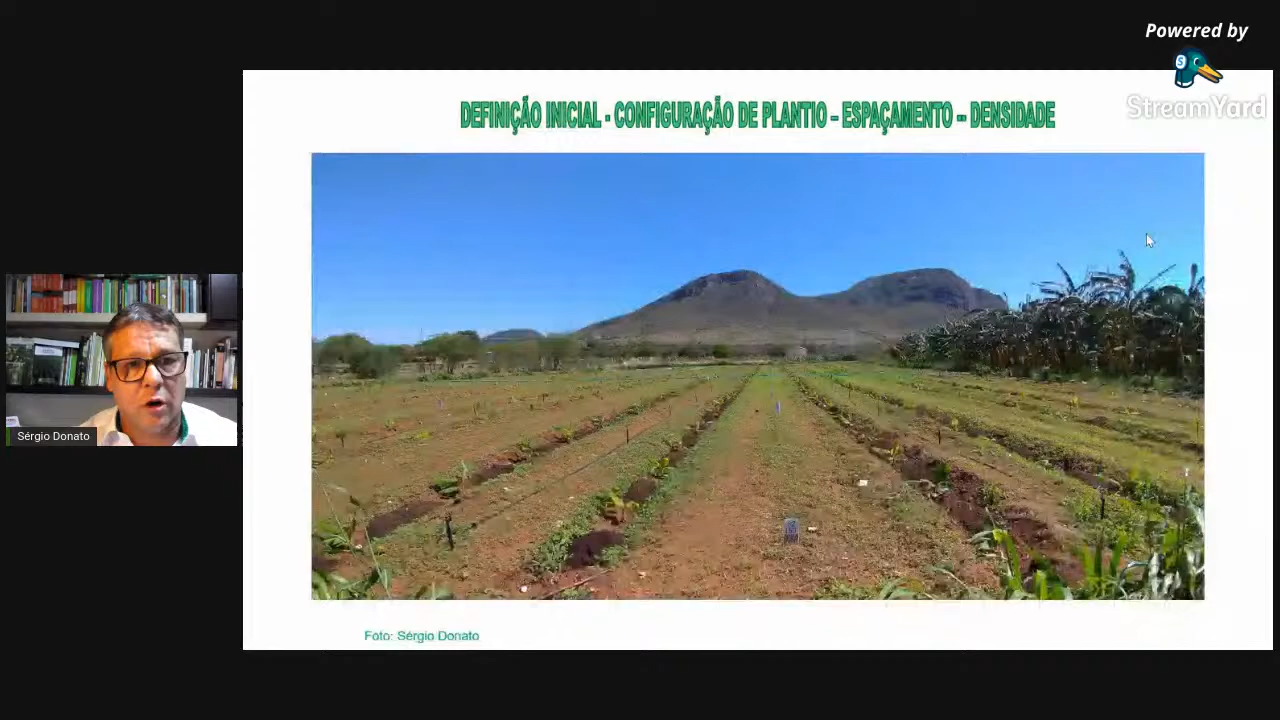 Powered by
StreamYard
DEFINIÇÃO INICIAL - CONFIGURAÇÃO DE PLANTIO – ESPAÇAMENTO -- DENSIDADE
Sérgio Donato
Foto: Sérgio Donato